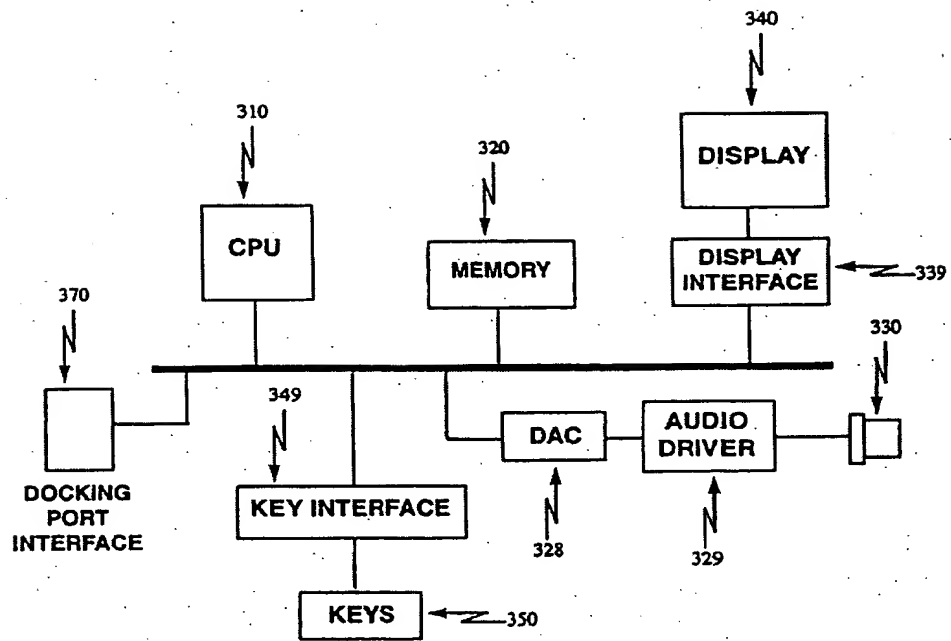 340
310
320
DISPLAY
CPU
MEMORY
DISPLAY
INTERFACE
339
370
330
349
DAC
AUDIO
DRIVER
DOCKING
PORT
INTERFACE
KEY INTERFACE
328
329
KEYS
350